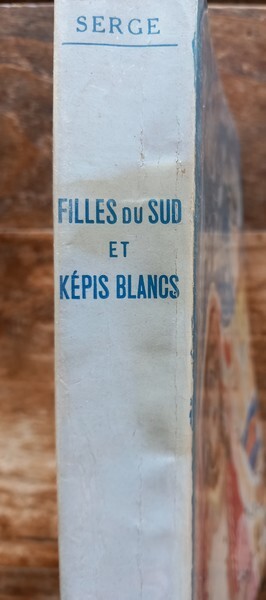 SERGE
FILLES DU SUD
ET
KÉPIS BLANCS